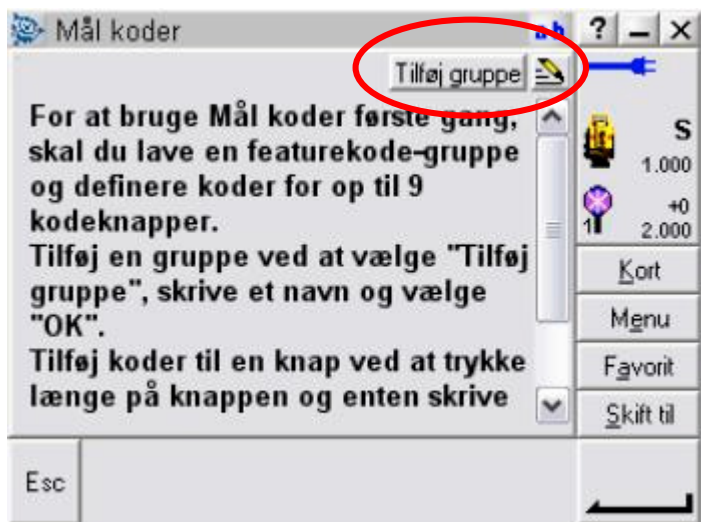 Mål koder
a-b
?
Tilføj gruppe
For at bruge Mål koder første gang,
skal du lave en featurekode-gruppe
og definere koder for op til 9
kodeknapper.
Tilføj en gruppe ved at vælge "Tilføj
gruppe", skrive et navn og vælge
"OK".
Tilføj koder til en knap ved at trykke
længe på knappen og enten skrive
S
1.000
+0
1
2.000
Kort
Menu
Favorit
Skift til
Esc